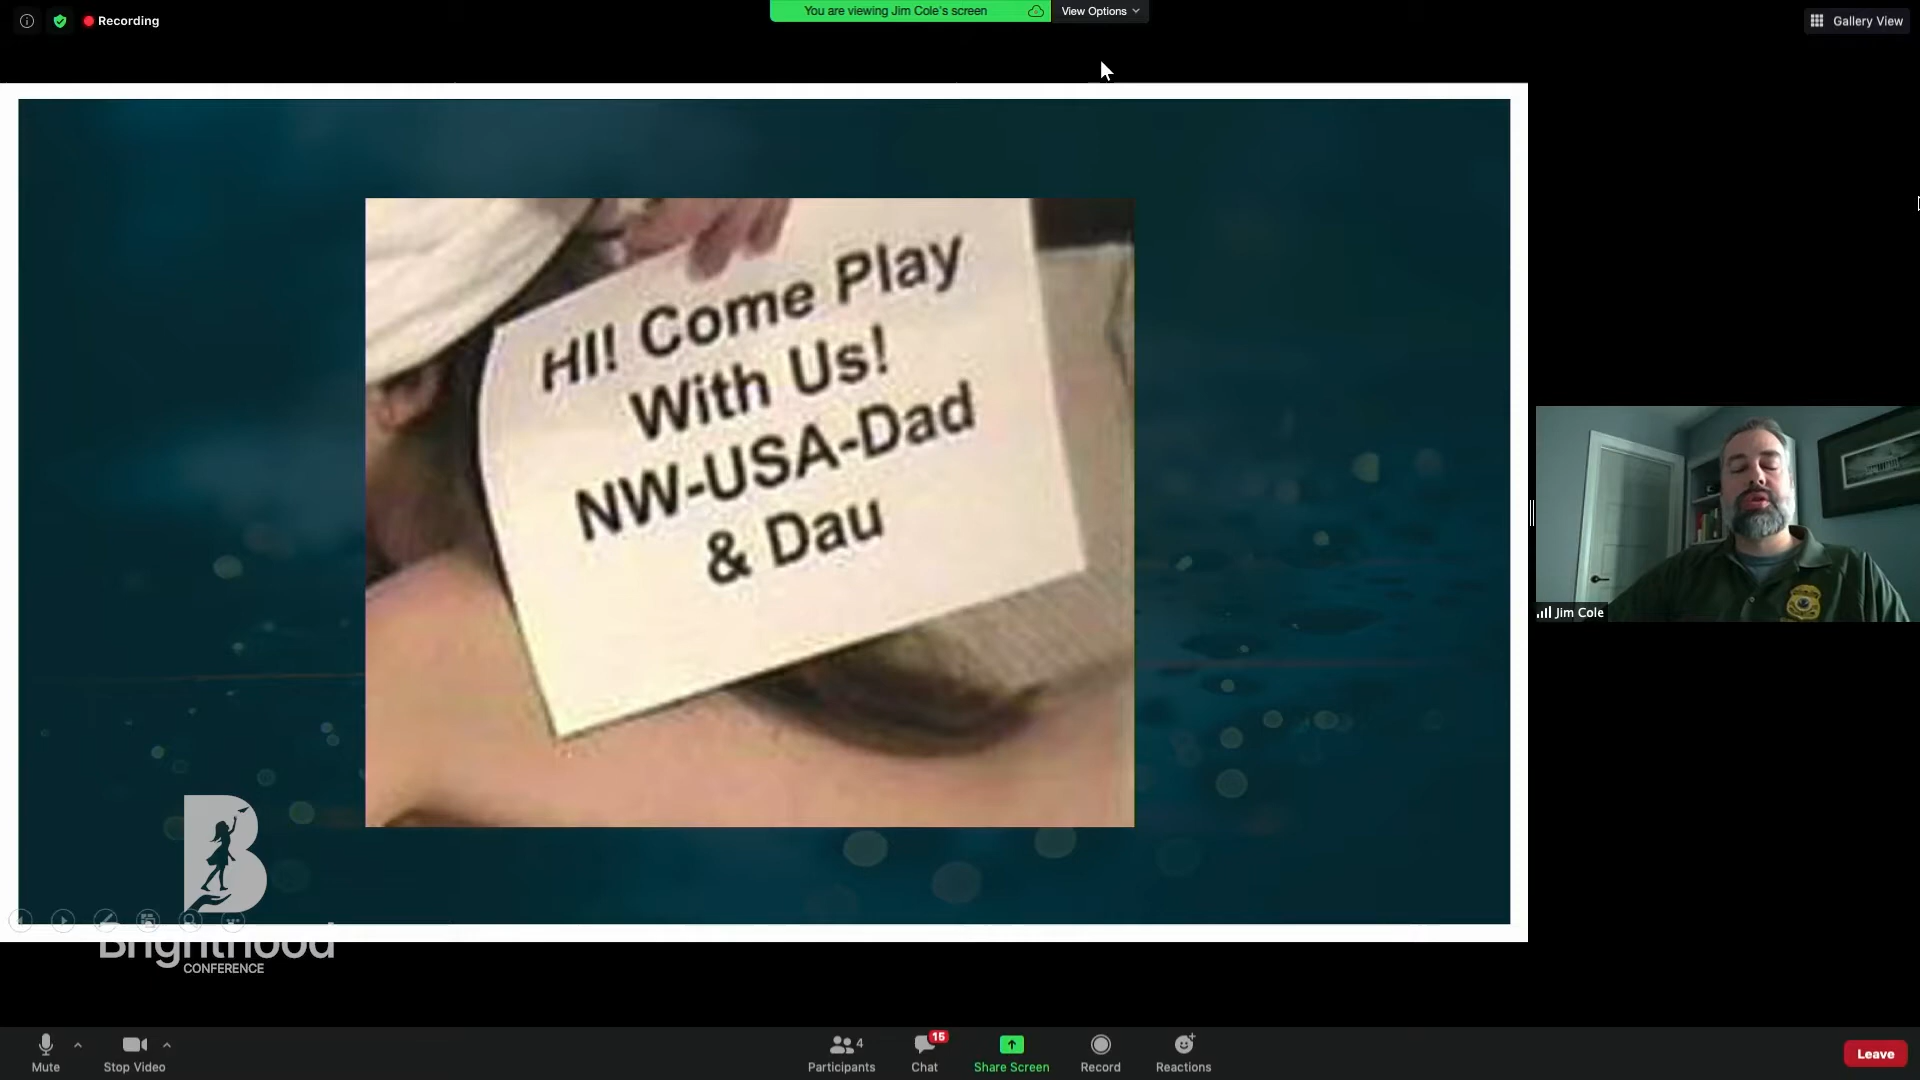 Recording
You are viewing Jim Cole's screen
View Options
Gallery View
HI! Come Play
With Us!
NW-USA-Dad
& Dau
Jim Cole
B
Brighthood
CONFERENCE
Mute
Stop Video
4
Participants
15
Chat
Share Screen
Record
Reactions
Leave